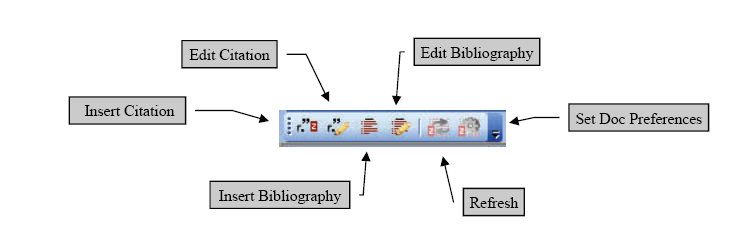 Edit Citation
Edit Bibliography
Insert Citation
Set Doc Preferences
Insert Bibliography
Refresh